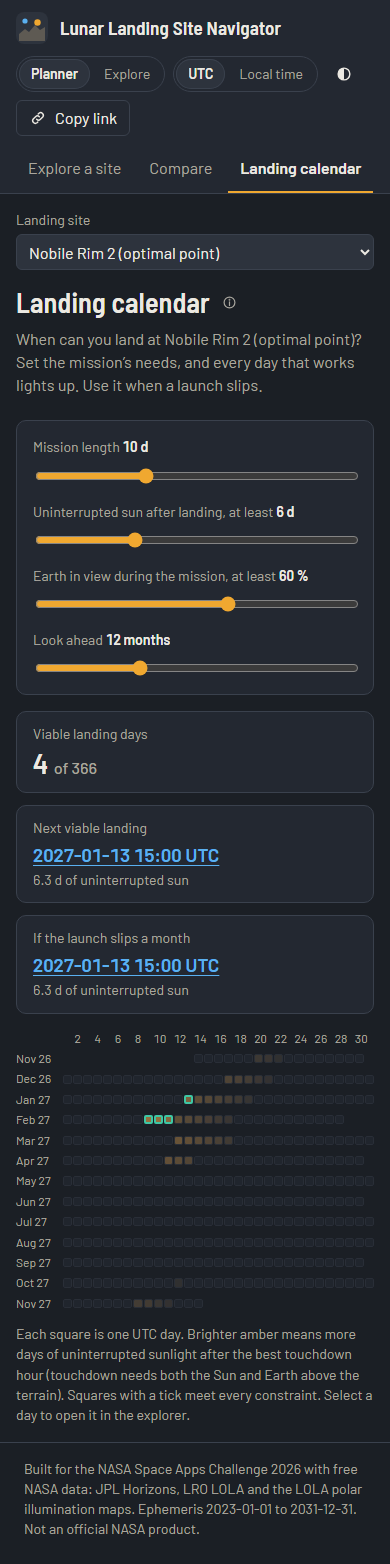 Lunar Landing Site Navigator
Planner Explore UTC Local time
Copy link
Explore a site Compare Landing calendar
Landing site
Nobile Rim 2 (optimal point)
Landing calendar
When can you land at Nobile Rim 2 (optimal point)?
Set the mission's needs, and every day that works
lights up. Use it when a launch slips.
Mission length 10 d
Uninterrupted sun after landing, at least 6 d
Earth in view during the mission, at least 60 %
Look ahead 12 months
Viable landing days
4 of 366
Next viable landing
2027-01-13 15:00 UTC
6.3 d of uninterrupted sun
If the launch slips a month
2027-01-13 15:00 UTC
6.3 d of uninterrupted sun
2 4 6 8 10 12 14 16 18 20 22 24 26 28 30
Nov 26
Dec 26
Jan 27
Feb 27
Mar 27
Apr 27
May 27
Jun 27
Jul 27
Aug 27
Sep 27
Oct 27
Nov 27
Each square is one UTC day. Brighter amber means more
days of uninterrupted sunlight after the best touchdown
hour (touchdown needs both the Sun and Earth above the
terrain). Squares with a tick meet every constraint. Select a
day to open it in the explorer.
Built for the NASA Space Apps Challenge 2026 with free
NASA data: JPL Horizons, LRO LOLA and the LOLA polar
illumination maps. Ephemeris 2023-01-01 to 2031-12-31.
Not an official NASA product.